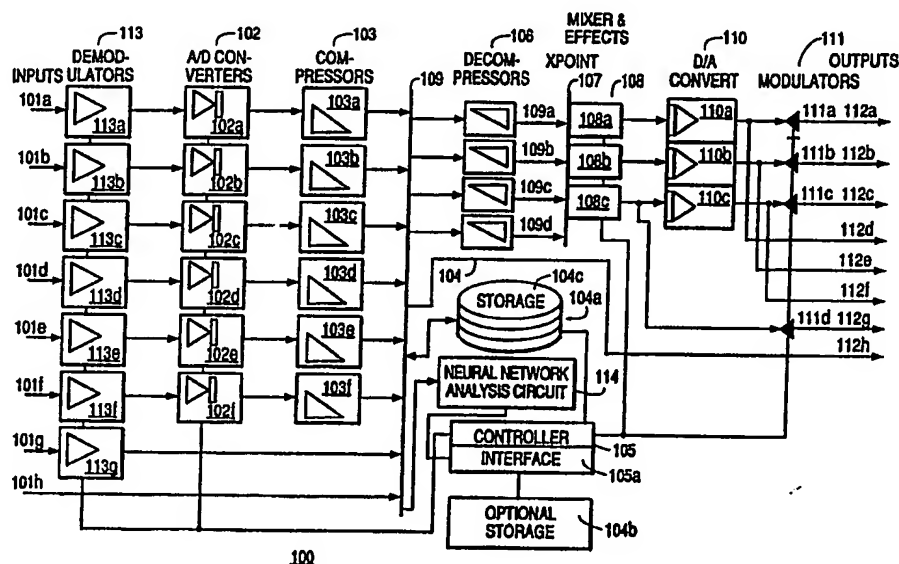 113
DEMOD-
ULATORS
102
A/D CON-
VERTERS
103
COM-
PRESSORS
109
106
DECOM-
PRESSORS
MIXER &
EFFECTS
XPOINT
107
108
110
D/A
CONVERT
111
MODULATORS
OUTPUTS
INPUTS
101a
113a
102a
103a
109a
108a
110a
111a 112a
101b
113b
102b
103b
109b
108b
110b
111b 112b
101c
113c
102c
103c
109c
108c
110c
111c 112c
109d
112d
101d
113d
102d
103d
104
104c
STORAGE
104a
112e
112f
101e
113e
102e
103e
111d 112g
112h
101f
113f
102f
103f
NEURAL NETWORK
ANALYSIS CIRCUIT
114
101g
113g
CONTROLLER
105
INTERFACE
105a
101h
OPTIONAL
STORAGE
104b
100